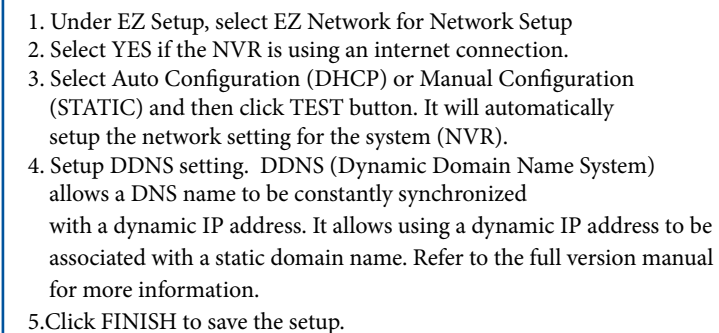 1. Under EZ Setup, select EZ Network for Network Setup
2. Select YES if the NVR is using an internet connection.
3. Select Auto Configuration (DHCP) or Manual Configuration
(STATIC) and then click TEST button. It will automatically
setup the network setting for the system (NVR).
4. Setup DDNS setting.  DDNS (Dynamic Domain Name System)
allows a DNS name to be constantly synchronized
with a dynamic IP address. It allows using a dynamic IP address to be
associated with a static domain name. Refer to the full version manual
for more information.
5.Click FINISH to save the setup.